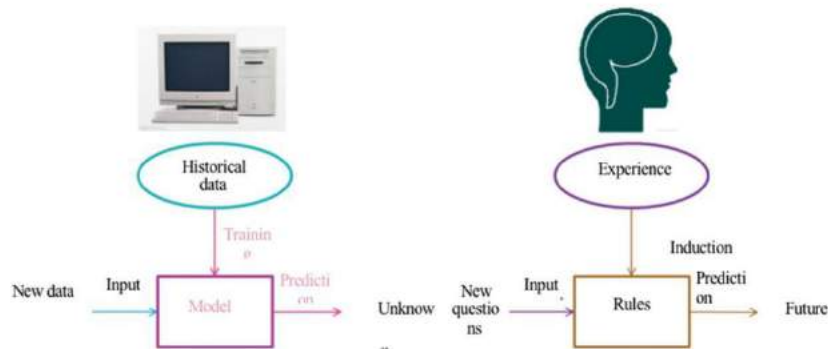 Historical
data
Trainin
New data
Input
Model
Predicti
on
Unknow
Experience
Induction
New
questio
ns
Input
Rules
Predicti
on
Future